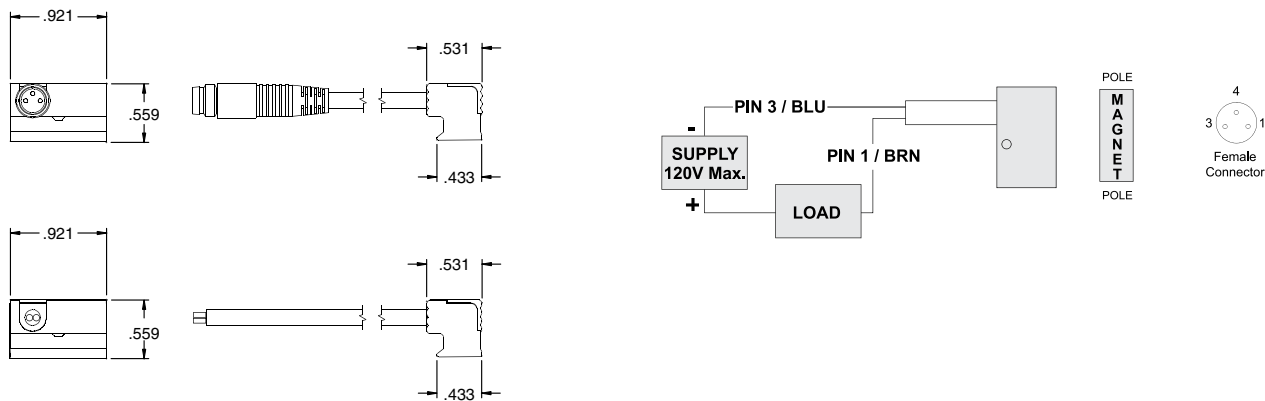 .921
.559
.531
.433
PIN 3 / BLU
-
SUPPLY
120V Max.
+
PIN 1 / BRN
LOAD
POLE
MAGNET
POLE
4
3
1
Female
Connector
.921
.559
.531
.433